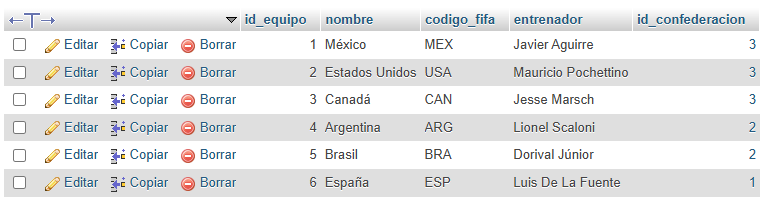 id_equipo nombre codigo_fifa entrenador id_confederacion
Editar Copiar Borrar 1 México MEX Javier Aguirre 3
Editar Copiar Borrar 2 Estados Unidos USA Mauricio Pochettino 3
Editar Copiar Borrar 3 Canadá CAN Jesse Marsch 3
Editar Copiar Borrar 4 Argentina ARG Lionel Scaloni 2
Editar Copiar Borrar 5 Brasil BRA Dorival Júnior 2
Editar Copiar Borrar 6 España ESP Luis De La Fuente 1